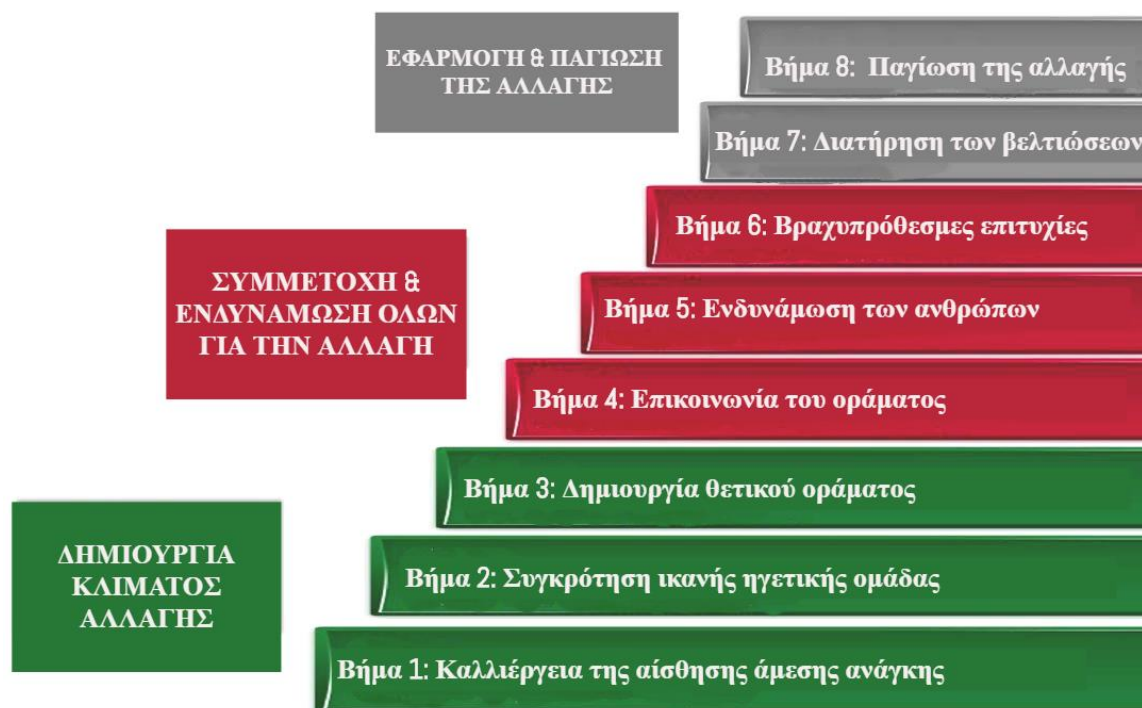 ΕΦΑΡΜΟΓΗ & ΠΑΓΙΩΣΗ
ΤΗΣ ΑΛΛΑΓΗΣ
Βήμα 8: Παγίωση της αλλαγής
Βήμα 7: Διατήρηση των βελτιώσεων
ΣΥΜΜΕΤΟΧΗ &
ΕΝΔΥΝΑΜΩΣΗ ΟΛΩΝ
ΓΙΑ ΤΗΝ ΑΛΛΑΓΗ
Βήμα 6: Βραχυπρόθεσμες επιτυχίες
Βήμα 5: Ενδυνάμωση των ανθρώπων
Βήμα 4: Επικοινωνία του οράματος
ΔΗΜΙΟΥΡΓΙΑ
ΚΛΙΜΑΤΟΣ
ΑΛΛΑΓΗΣ
Βήμα 3: Δημιουργία θετικού οράματος
Βήμα 2: Συγκρότηση ικανής ηγετικής ομάδας
Βήμα 1: Καλλιέργεια της αίσθησης άμεσης ανάγκης